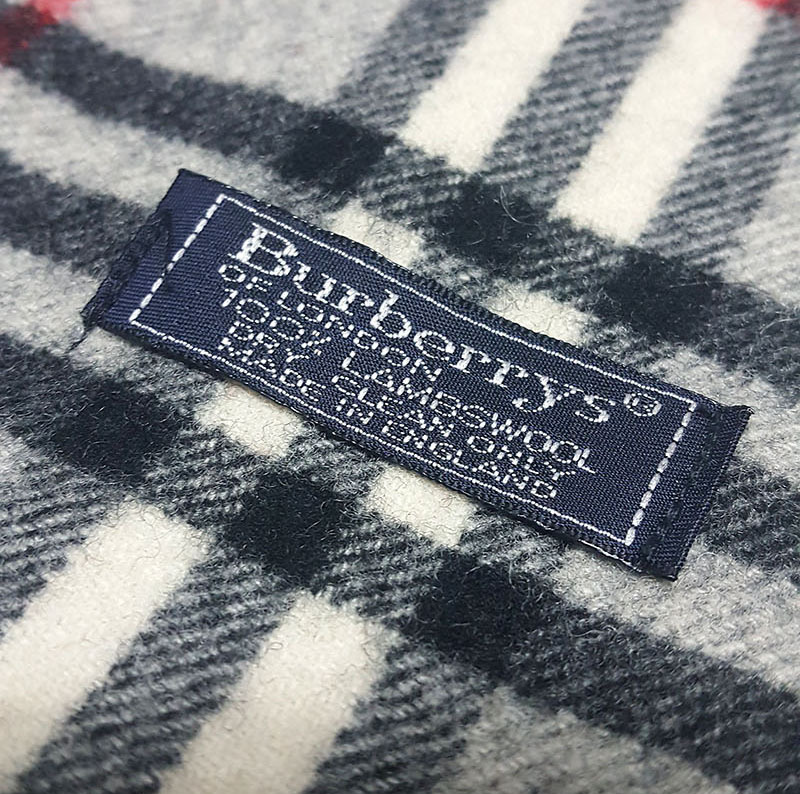 Burberrys®
OF LONDON
100% LAMBSWOOL
DRY CLEAN ONLY
MADE IN ENGLAND